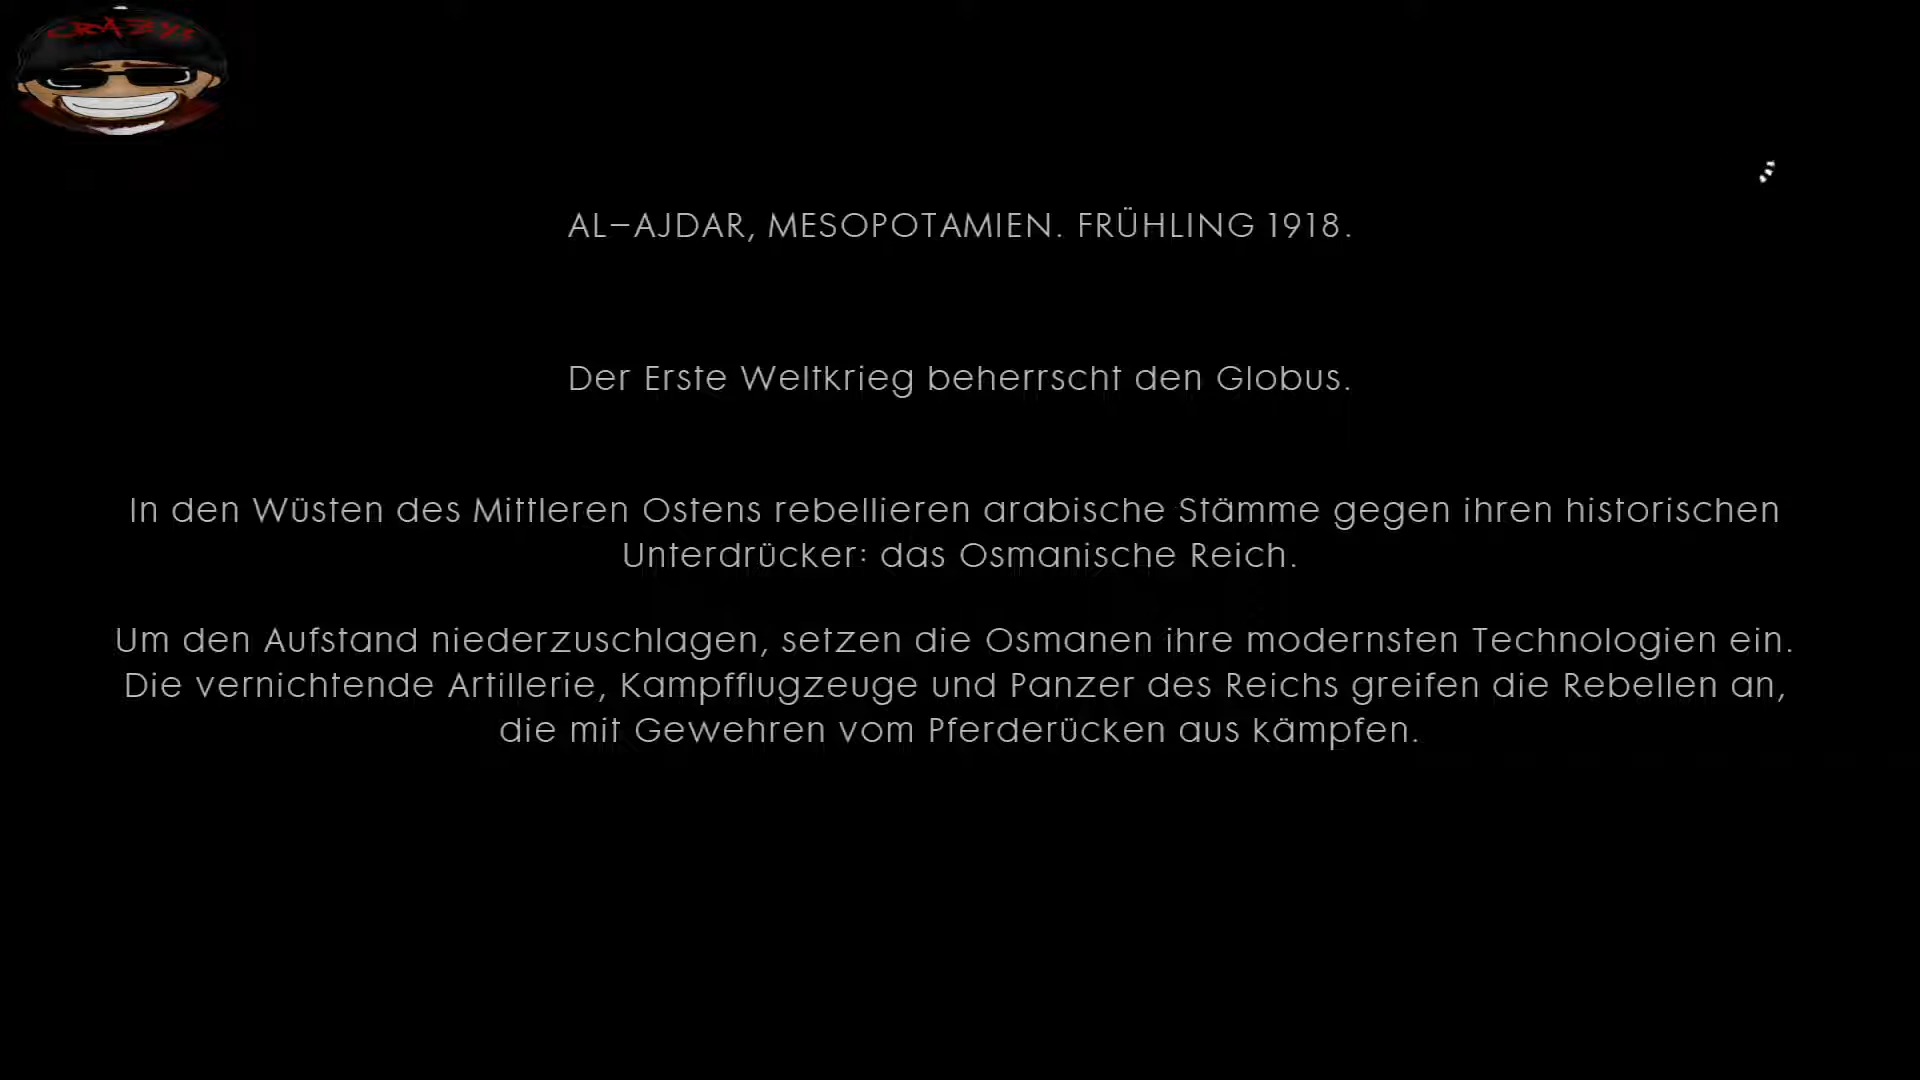 CRAZY
AL-AJDAR, MESOPOTAMIEN. FRÜHLING 1918.
Der Erste Weltkrieg beherrscht den Globus.
In den Wüsten des Mittleren Ostens rebellieren arabische Stämme gegen ihren historischen
Unterdrücker: das Osmanische Reich.
Um den Aufstand niederzuschlagen, setzen die Osmanen ihre modernsten Technologien ein.
Die vernichtende Artillerie, Kampfflugzeuge und Panzer des Reichs greifen die Rebellen an,
die mit Gewehren vom Pferderücken aus kämpfen.